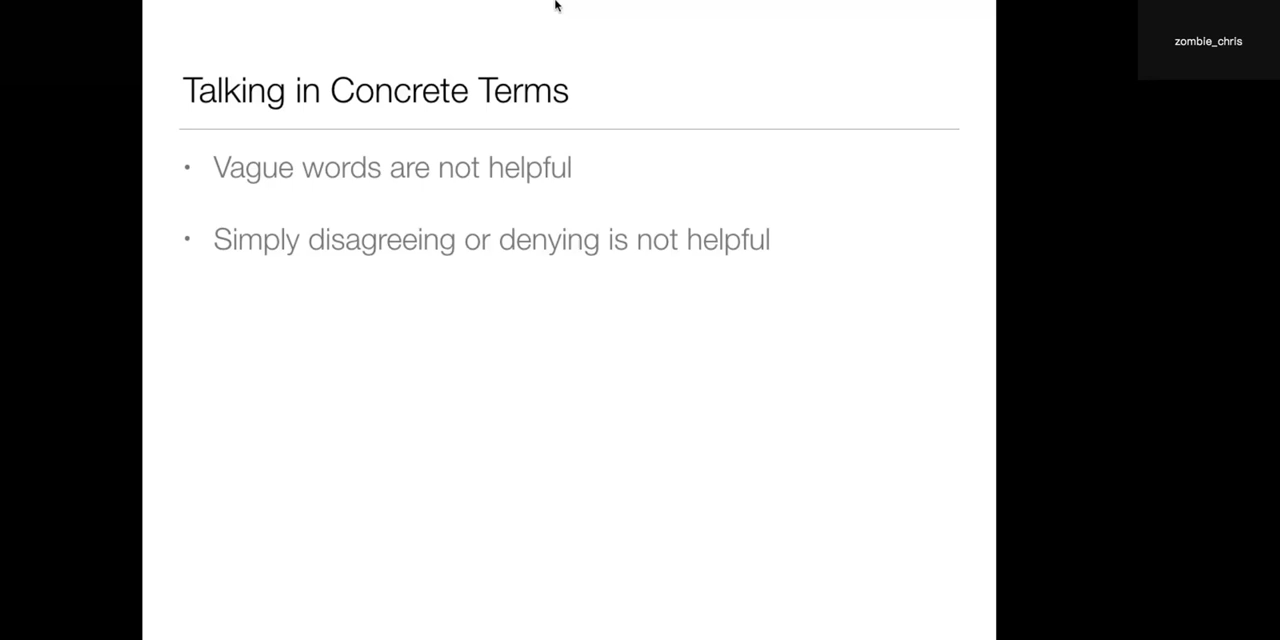 zombie_chris
Talking in Concrete Terms
• Vague words are not helpful
• Simply disagreeing or denying is not helpful